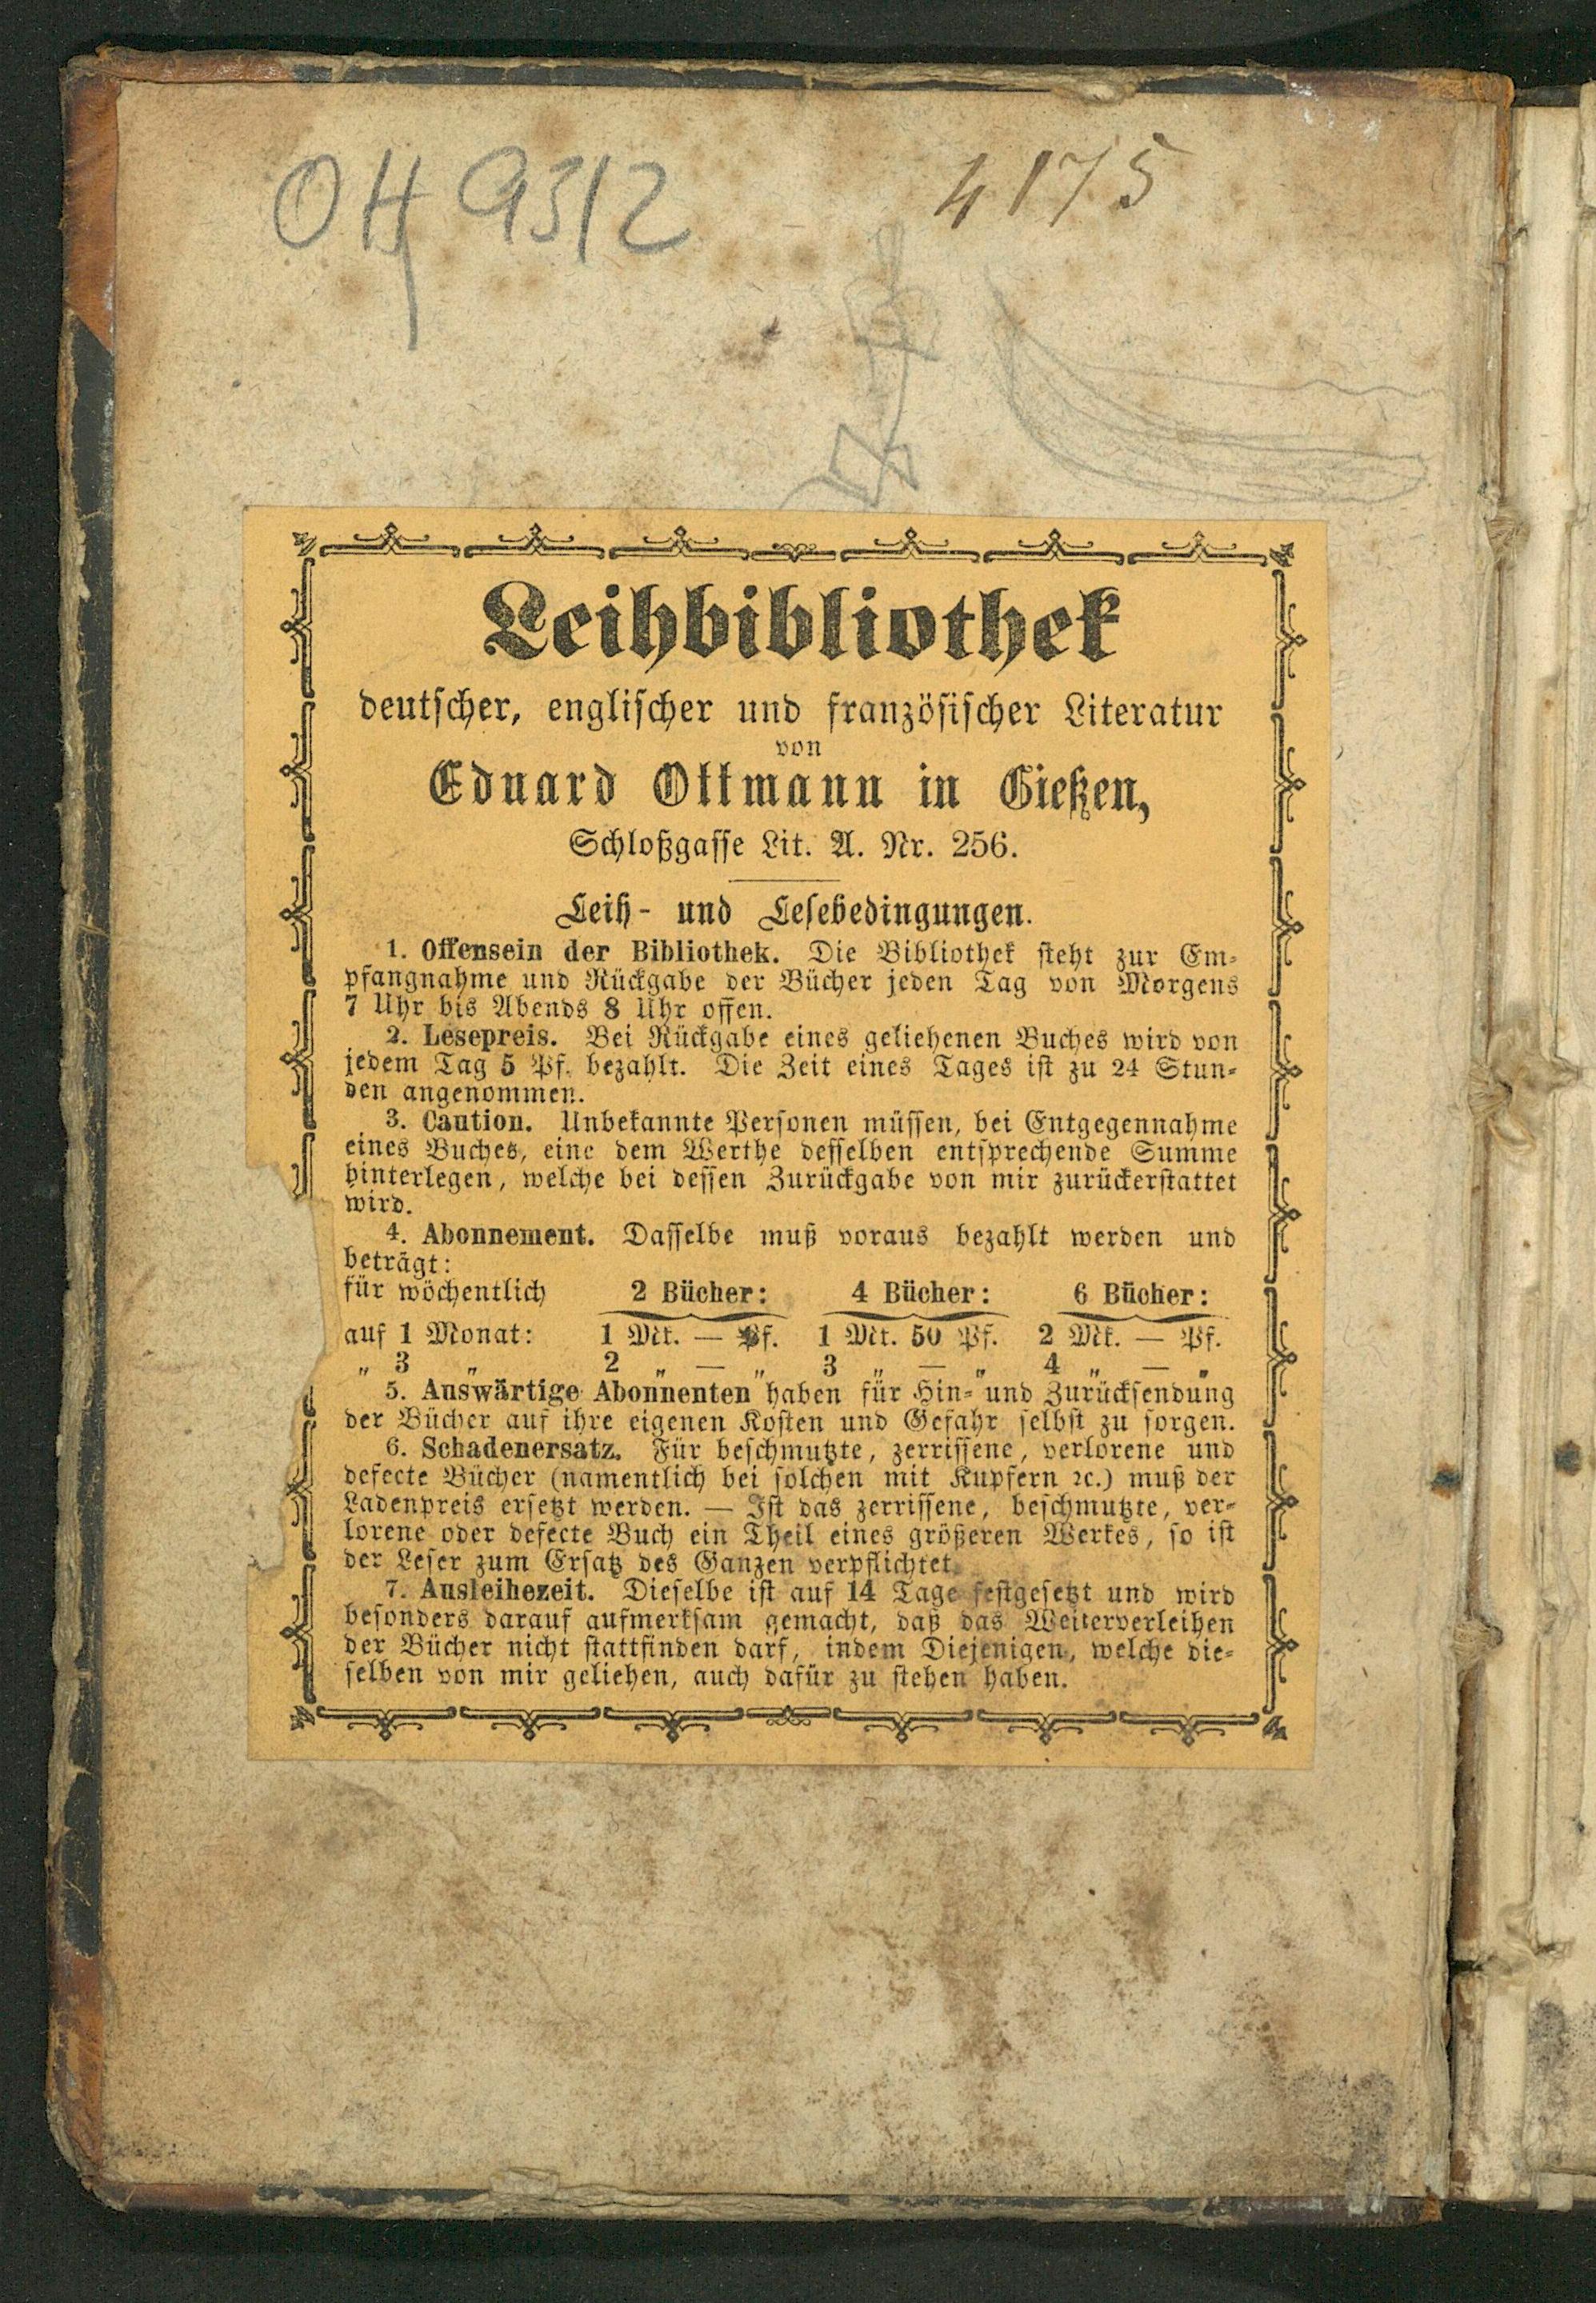 OH 9312
4175
Leihbibliothek
deutscher, englischer und französischer Literatur
von
Eduard Ottmann in Gießen,
Schloßgasse Lit. A. Nr. 256.
Leih- und Lesebedingungen.
1. Offensein der Bibliothek. Die Bibliothek steht zur Em-
pfangnahme und Rückgabe der Bücher jeden Tag von Morgens
7 Uhr bis Abends 8 Uhr offen.
2. Lesepreis. Bei Rückgabe eines geliehenen Buches wird von
jedem Tag 5 Pf. bezahlt. Die Zeit eines Tages ist zu 24 Stun-
den angenommen.
3. Caution. Unbekannte Personen müssen, bei Entgegennahme
eines Buches, eine dem Werthe desselben entsprechende Summe
hinterlegen, welche bei dessen Zurückgabe von mir zurückerstattet
wird.
4. Abonnement. Dasselbe muß voraus bezahlt werden und
beträgt:
für wöchentlich 2 Bücher: 4 Bücher: 6 Bücher:
auf 1 Monat: 1 Mk. — Pf. 1 Mk. 50 Pf. 2 Mk. — Pf.
„ 3 „ 2 „ — „ 3 „ — „ 4 „ — „
5. Auswärtige Abonnenten haben für Hin- und Zurücksendung
der Bücher auf ihre eigenen Kosten und Gefahr selbst zu sorgen.
6. Schadenersatz. Für beschmutzte, zerrissene, verlorene und
defecte Bücher (namentlich bei solchen mit Kupfern ꝛc.) muß der
Ladenpreis ersetzt werden. — Ist das zerrissene, beschmutzte, ver-
lorene oder defecte Buch ein Theil eines größeren Werkes, so ist
der Leser zum Ersatz des Ganzen verpflichtet.
7. Ausleihezeit. Dieselbe ist auf 14 Tage festgesetzt und wird
besonders darauf aufmerksam gemacht, daß das Weiterverleihen
der Bücher nicht stattfinden darf, indem Diejenigen, welche die-
selben von mir geliehen, auch dafür zu stehen haben.